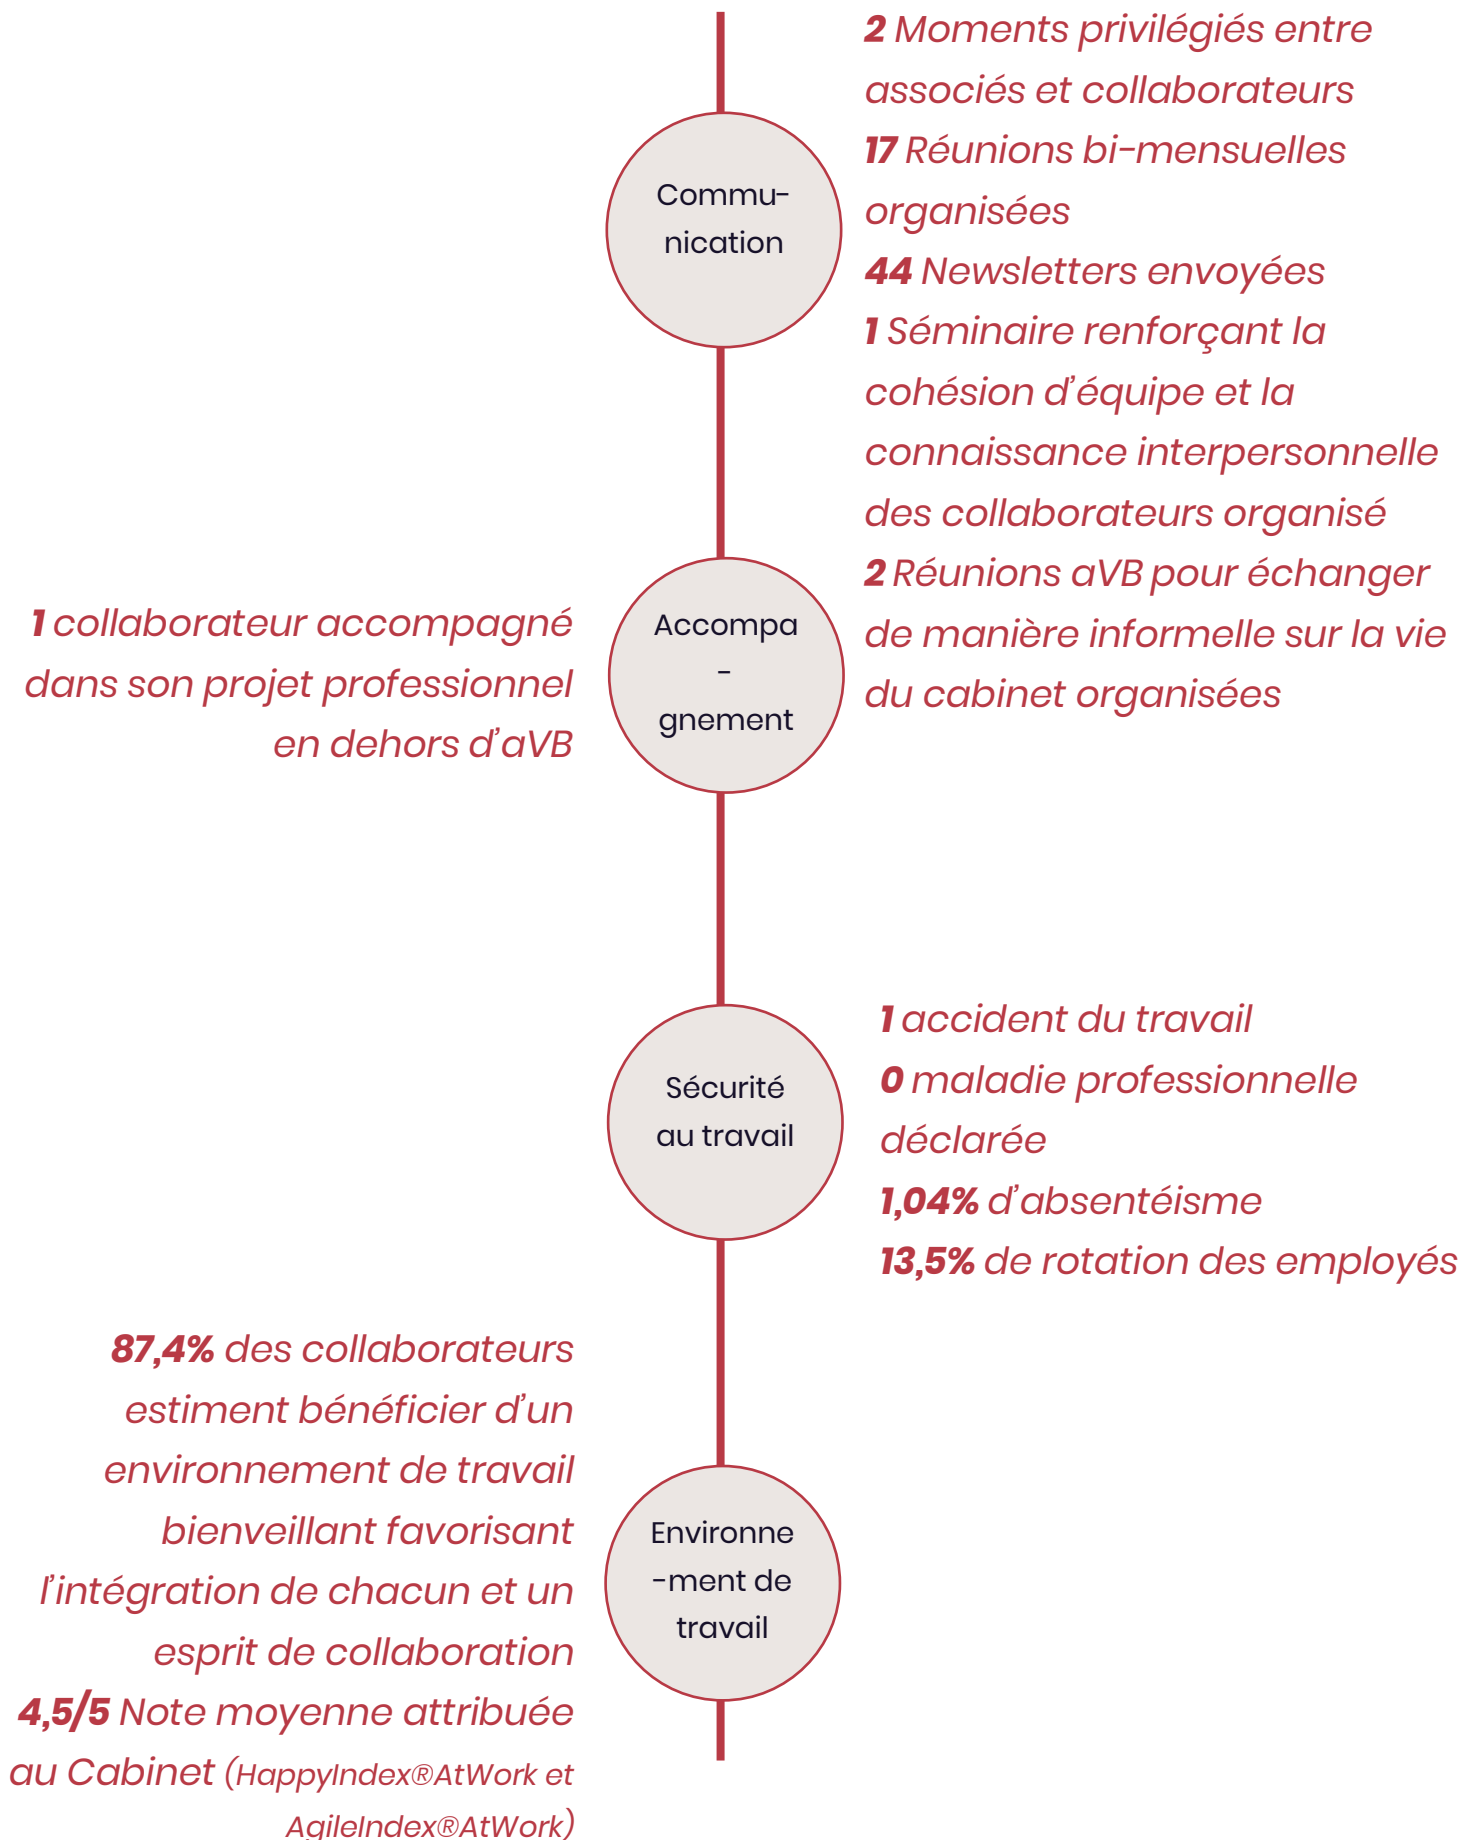 2 Moments privilégiés entre
associés et collaborateurs
17 Réunions bi-mensuelles
organisées
44 Newsletters envoyées
1 Séminaire renforçant la
cohésion d'équipe et la
connaissance interpersonnelle
des collaborateurs organisé
2 Réunions aVB pour échanger
de manière informelle sur la vie
du cabinet organisées
Commu-
nication
1 collaborateur accompagné
dans son projet professionnel
en dehors d'aVB
Accompa
-
gnement
Sécurité
au travail
1 accident du travail
0 maladie professionnelle
déclarée
1,04% d'absentéisme
13,5% de rotation des employés
87,4% des collaborateurs
estiment bénéficier d'un
environnement de travail
bienveillant favorisant
l'intégration de chacun et un
esprit de collaboration
4,5/5 Note moyenne attribuée
au Cabinet (HappyIndex®AtWork et
AgileIndex®AtWork)
Environne
-ment de
travail